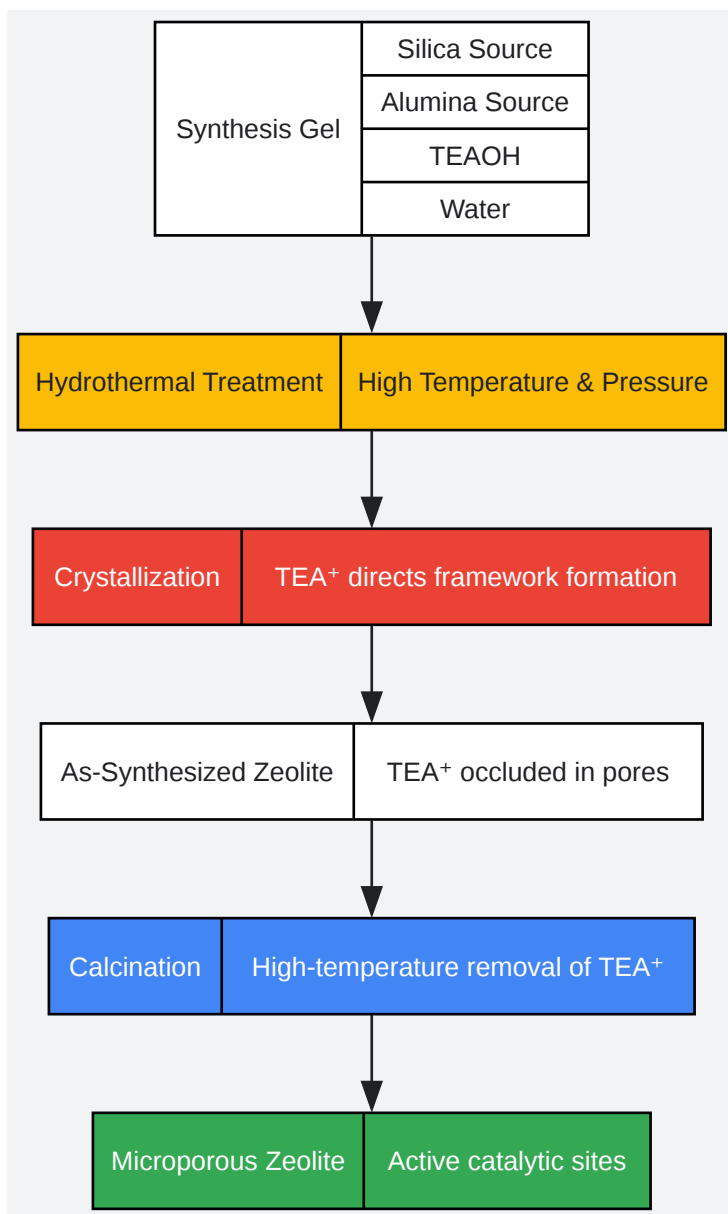 Synthesis Gel
Silica Source
Alumina Source
TEAOH
Water
Hydrothermal Treatment
High Temperature & Pressure
Crystallization
TEA⁺ directs framework formation
As-Synthesized Zeolite
TEA⁺ occluded in pores
Calcination
High-temperature removal of TEA⁺
Microporous Zeolite
Active catalytic sites